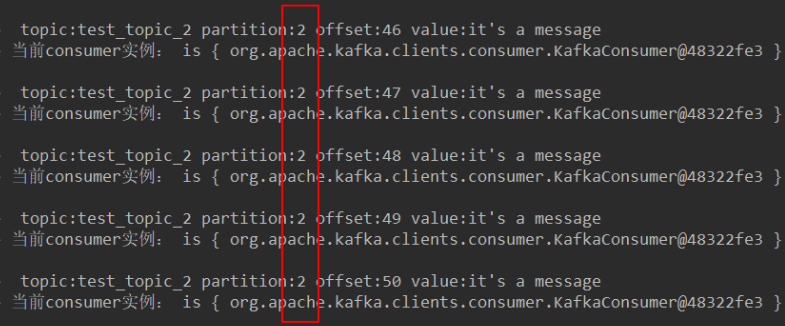 topic:test_topic_2 partition:2 offset:46 value:it's a message
当前consumer实例： is { org.apache.kafka.clients.consumer.KafkaConsumer@48322fe3 }
topic:test_topic_2 partition:2 offset:47 value:it's a message
当前consumer实例： is { org.apache.kafka.clients.consumer.KafkaConsumer@48322fe3 }
topic:test_topic_2 partition:2 offset:48 value:it's a message
当前consumer实例： is { org.apache.kafka.clients.consumer.KafkaConsumer@48322fe3 }
topic:test_topic_2 partition:2 offset:49 value:it's a message
当前consumer实例： is { org.apache.kafka.clients.consumer.KafkaConsumer@48322fe3 }
topic:test_topic_2 partition:2 offset:50 value:it's a message
当前consumer实例： is { org.apache.kafka.clients.consumer.KafkaConsumer@48322fe3 }